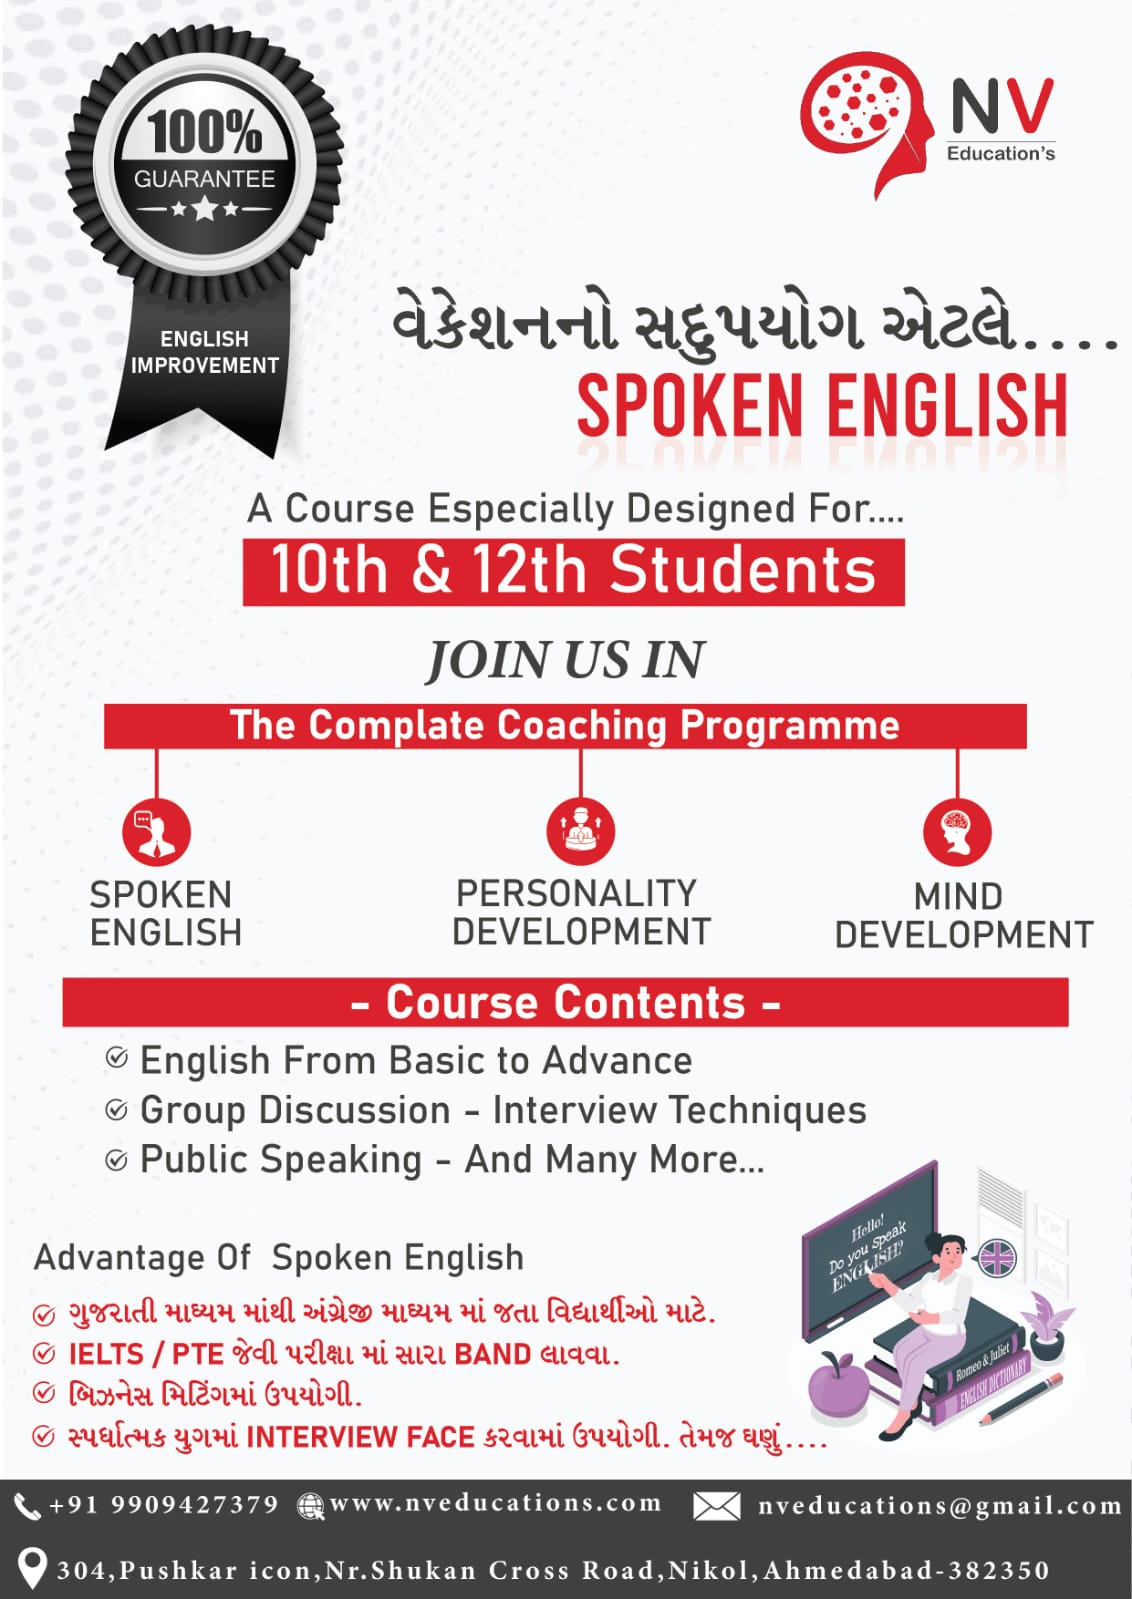 100%
GUARANTEE
ENGLISH
IMPROVEMENT
NV
Education's
વેકેશનનો સદુપયોગ એટલે....
SPOKEN ENGLISH
A Course Especially Designed For....
10th & 12th Students
JOIN US IN
The Complate Coaching Programme
SPOKEN
ENGLISH
PERSONALITY
DEVELOPMENT
MIND
DEVELOPMENT
- Course Contents -
English From Basic to Advance
Group Discussion - Interview Techniques
Public Speaking - And Many More...
Advantage Of Spoken English
ગુજરાતી માધ્યમ માંથી અંગ્રેજી માધ્યમ માં જતા વિદ્યાર્થીઓ માટે.
IELTS / PTE જેવી પરીક્ષા માં સારા BAND લાવવા.
બિઝનેસ મિટિંગમાં ઉપયોગી.
સ્પર્ધાત્મક યુગમાં INTERVIEW FACE કરવામાં ઉપયોગી. તેમજ ઘણું....
Hello!
Do you speak
ENGLISH?
Romeo & Juliet
ENGLISH DICTIONARY
+91 9909427379 www.nveducations.com nveducations@gmail.com
304,Pushkar icon,Nr.Shukan Cross Road,Nikol,Ahmedabad-382350